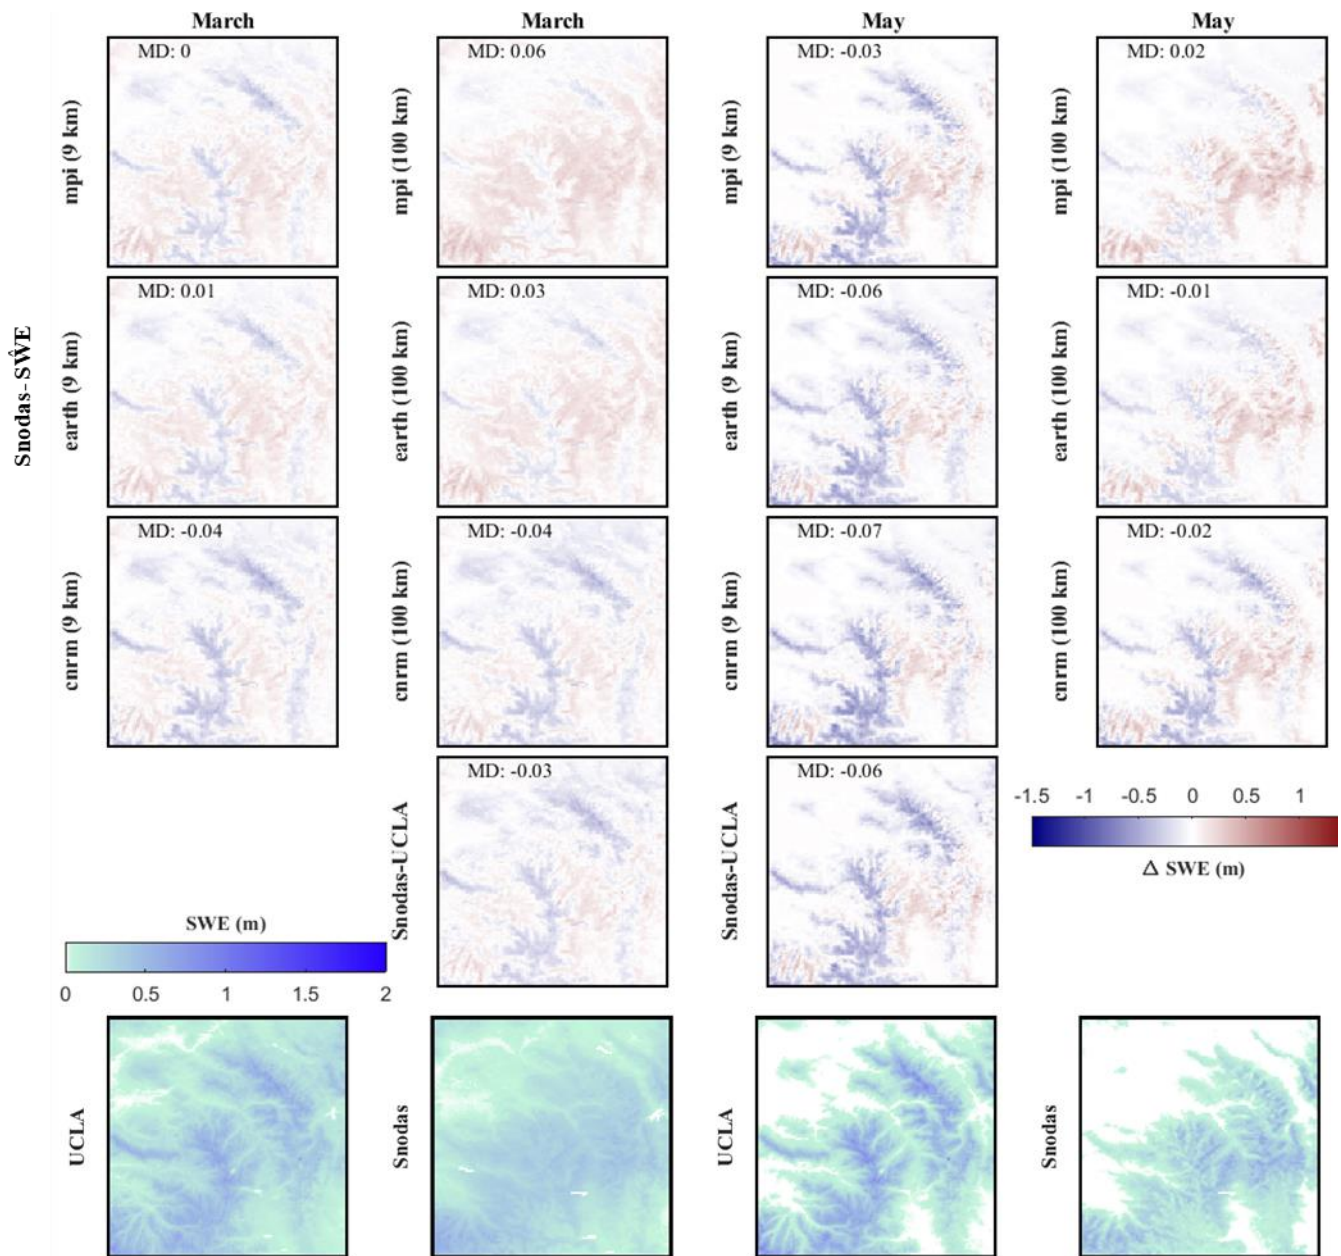 March
March
May
May
MD: 0
MD: 0.06
MD: -0.03
MD: 0.02
mpi (9 km)
mpi (100 km)
mpi (9 km)
mpi (100 km)
Snodas-SŴE
MD: 0.01
MD: 0.03
MD: -0.06
MD: -0.01
earth (9 km)
earth (100 km)
earth (9 km)
earth (100 km)
MD: -0.04
MD: -0.04
MD: -0.07
MD: -0.02
cnrm (9 km)
cnrm (100 km)
cnrm (9 km)
cnrm (100 km)
MD: -0.03
MD: -0.06
Snodas-UCLA
Snodas-UCLA
-1.5 -1 -0.5 0 0.5 1
△ SWE (m)
SWE (m)
0 0.5 1 1.5 2
UCLA
Snodas
UCLA
Snodas